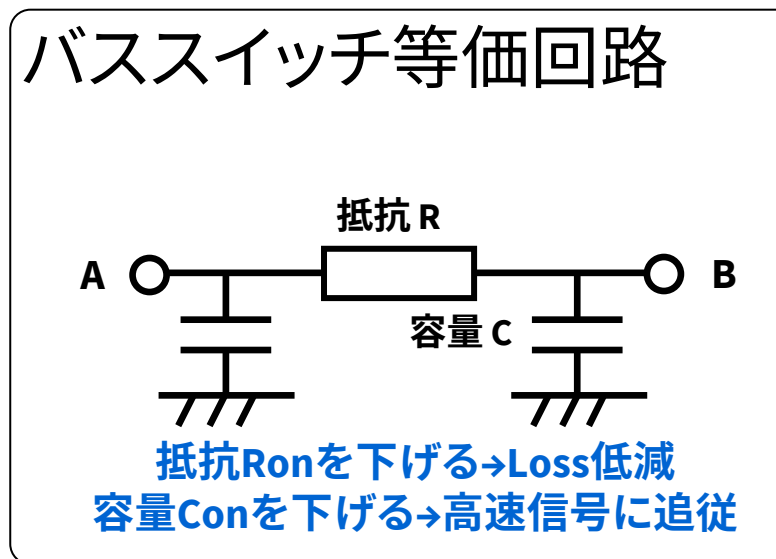 バススイッチ等価回路
抵抗 R
A
B
容量 C
抵抗Ronを下げる→Loss低減
容量Conを下げる→高速信号に追従